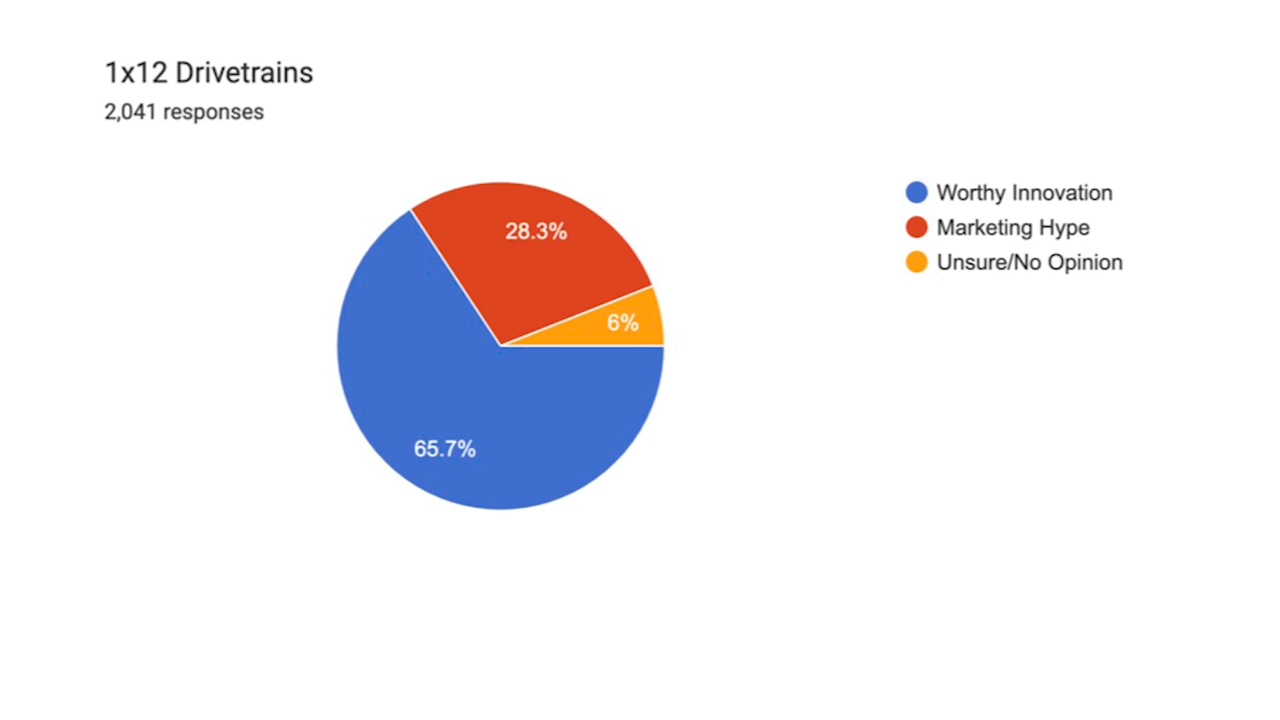 1x12 Drivetrains
2,041 responses
Worthy Innovation
Marketing Hype
Unsure/No Opinion
28.3%
6%
65.7%